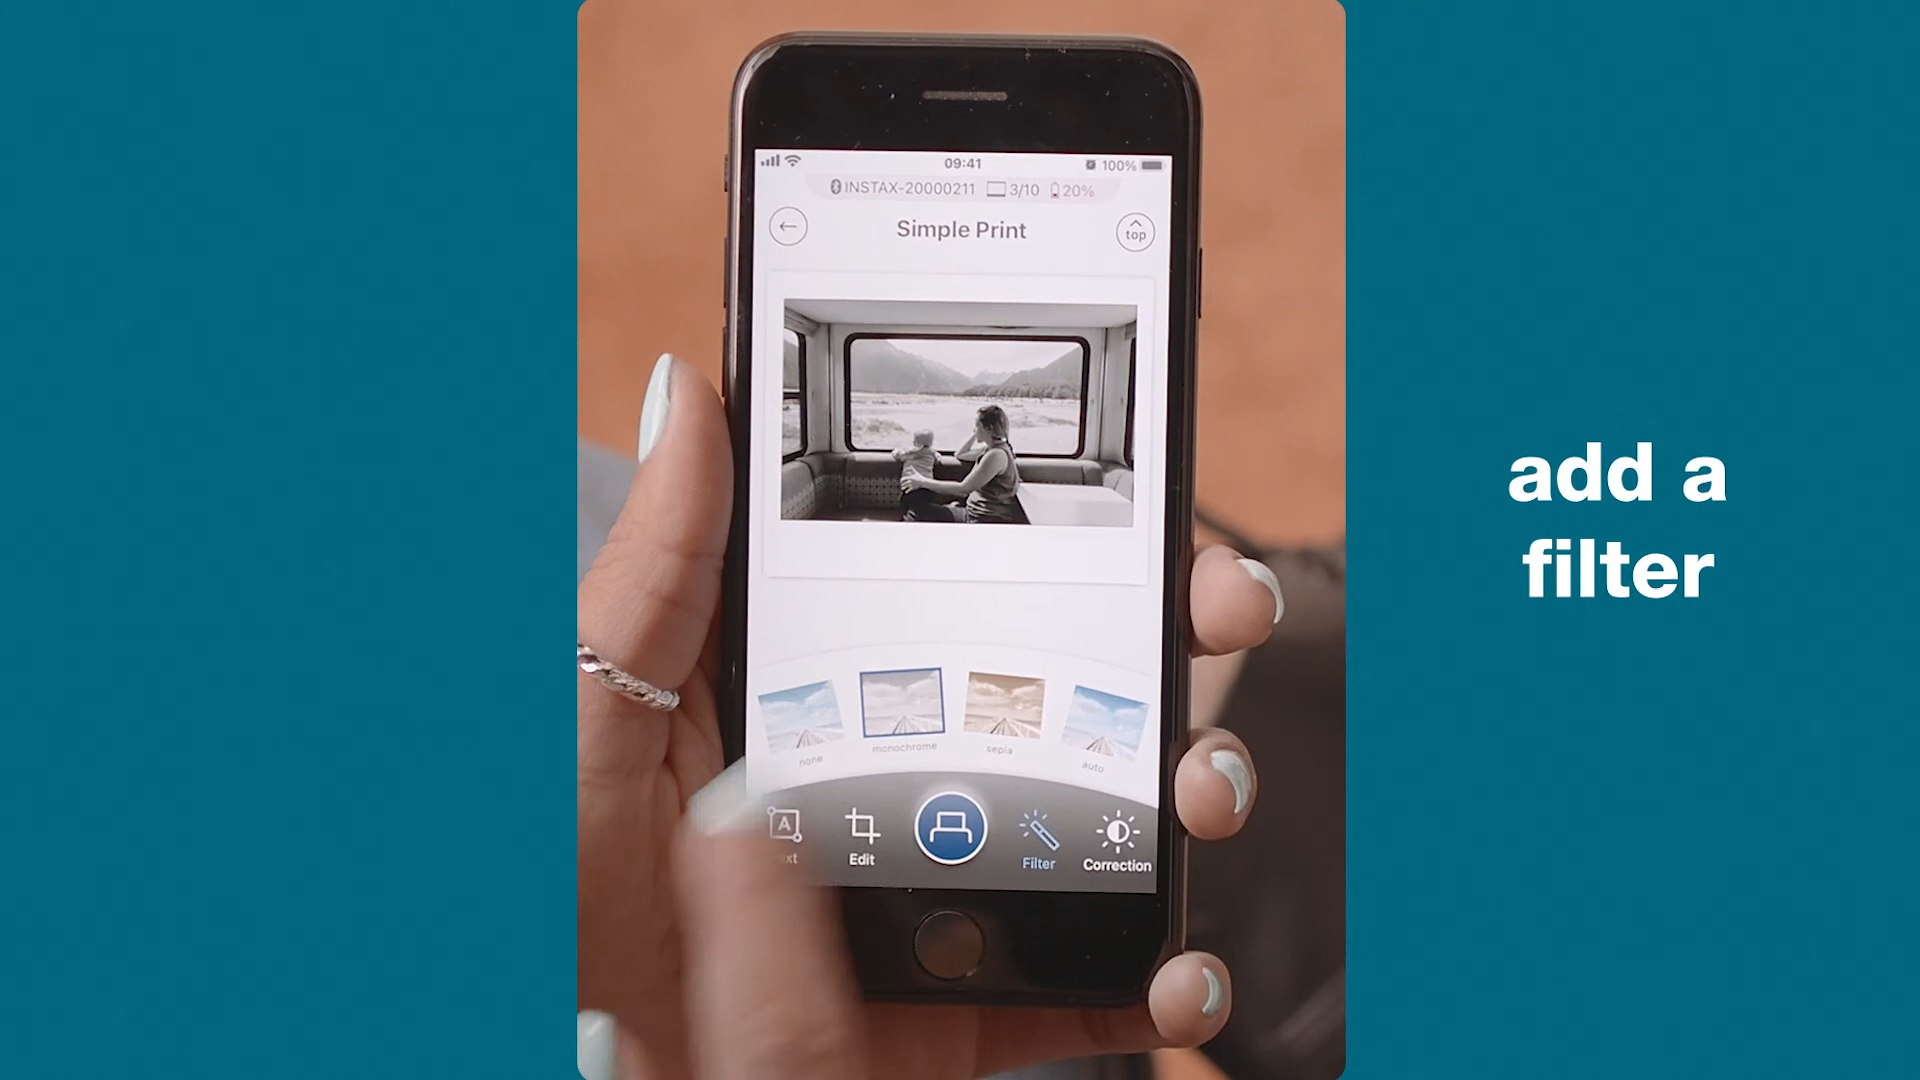 09:41
100%
INSTAX-20000211 3/10 20%
Simple Print
top
add a
filter
none
monochrome
sepia
auto
A
Edit
Filter
Correction